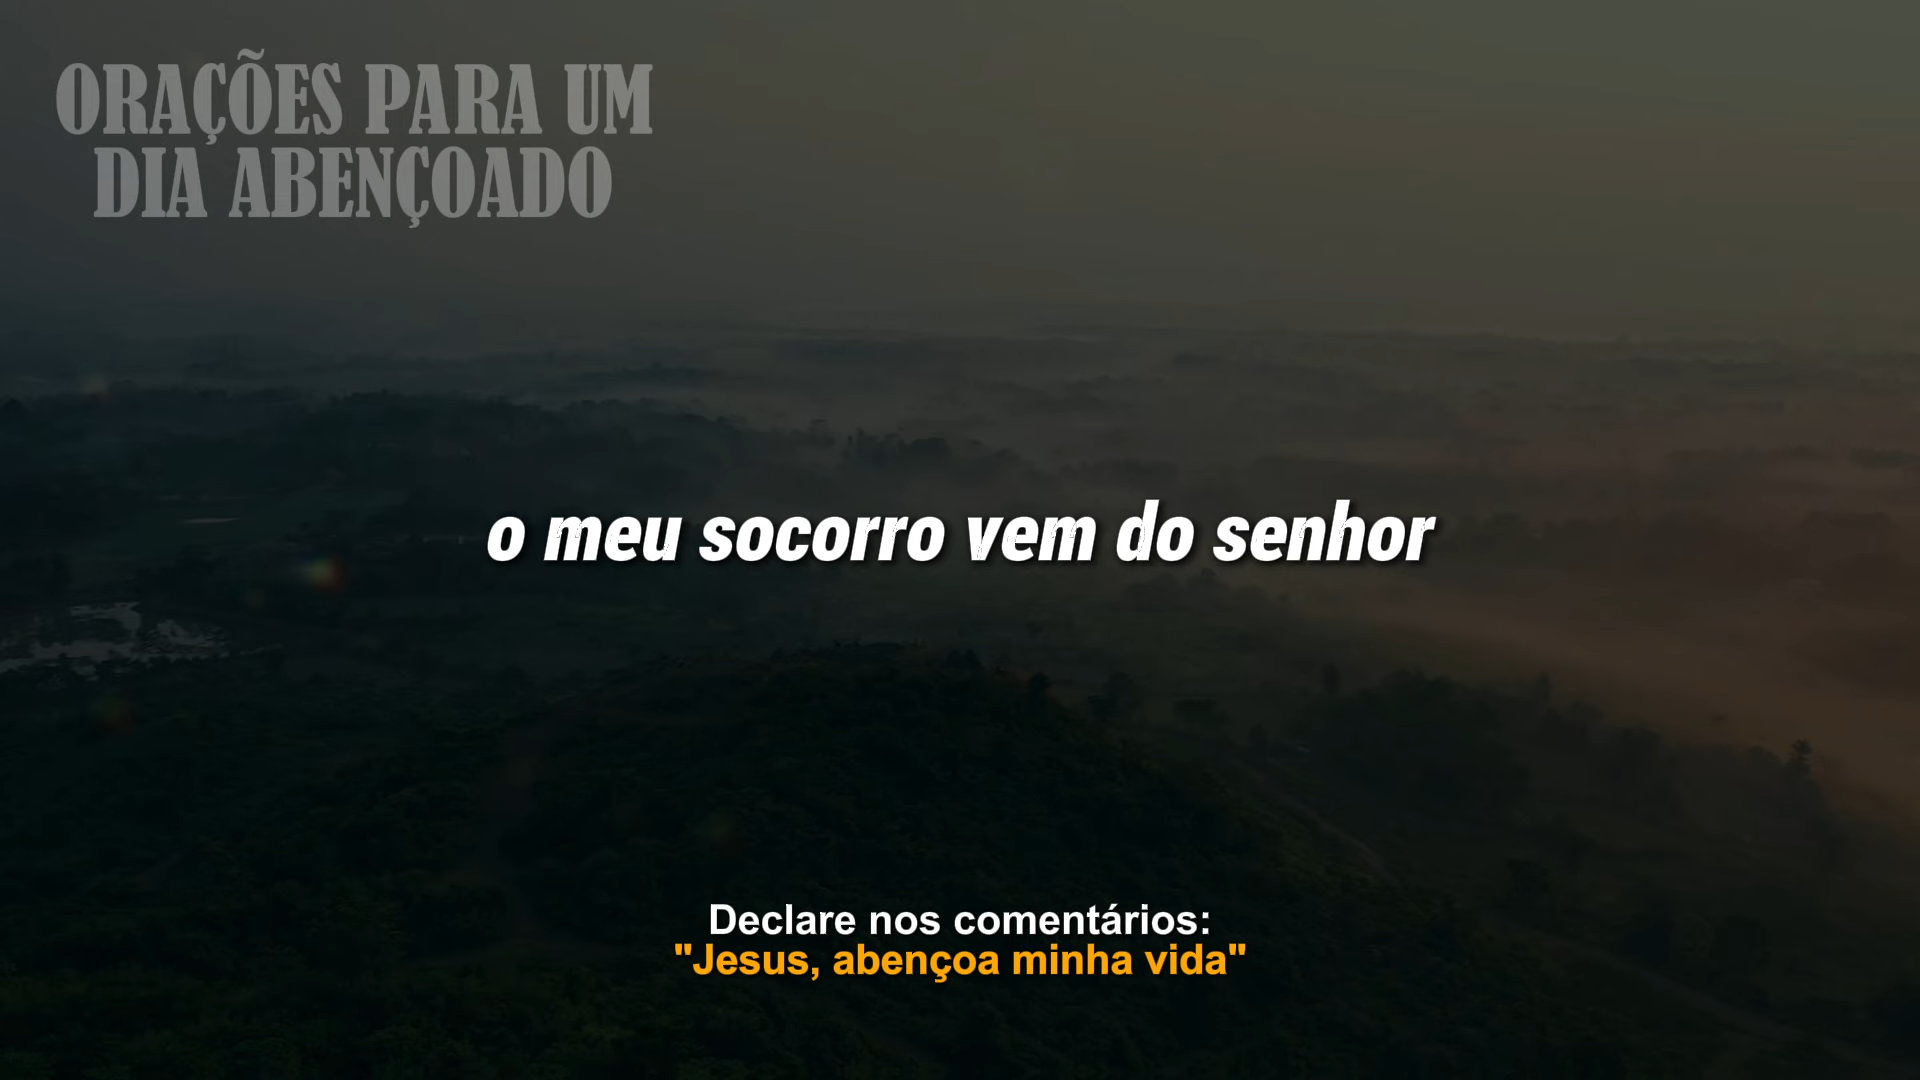 ORAÇÕES PARA UM
DIA ABENÇOADO
o meu socorro vem do senhor
Declare nos comentários:
"Jesus, abençoa minha vida"